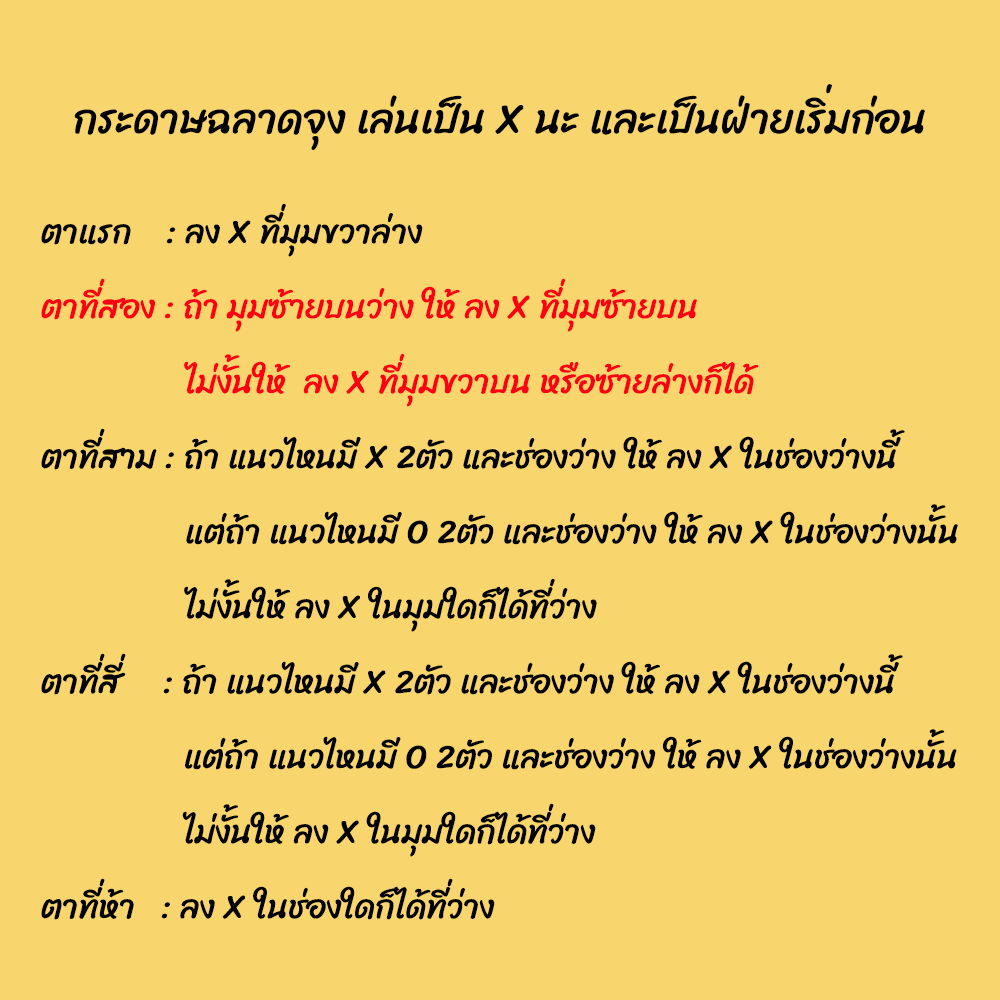 กระดาษฉลาดจุง เล่นเป็น X นะ และเป็นฝ่ายเริ่มก่อน
ตาแรก : ลง X ที่มุมขวาล่าง
ตาที่สอง : ถ้า มุมซ้ายบนว่าง ให้ ลง X ที่มุมซ้ายบน
ไม่งั้นให้ ลง X ที่มุมขวาบน หรือซ้ายล่างก็ได้
ตาที่สาม : ถ้า แนวไหนมี X 2ตัว และช่องว่าง ให้ ลง X ในช่องว่างนี้
แต่ถ้า แนวไหนมี O 2ตัว และช่องว่าง ให้ ลง X ในช่องว่างนั้น
ไม่งั้นให้ ลง X ในมุมใดก็ได้ที่ว่าง
ตาที่สี่ : ถ้า แนวไหนมี X 2ตัว และช่องว่าง ให้ ลง X ในช่องว่างนี้
แต่ถ้า แนวไหนมี O 2ตัว และช่องว่าง ให้ ลง X ในช่องว่างนั้น
ไม่งั้นให้ ลง X ในมุมใดก็ได้ที่ว่าง
ตาที่ห้า : ลง X ในช่องใดก็ได้ที่ว่าง